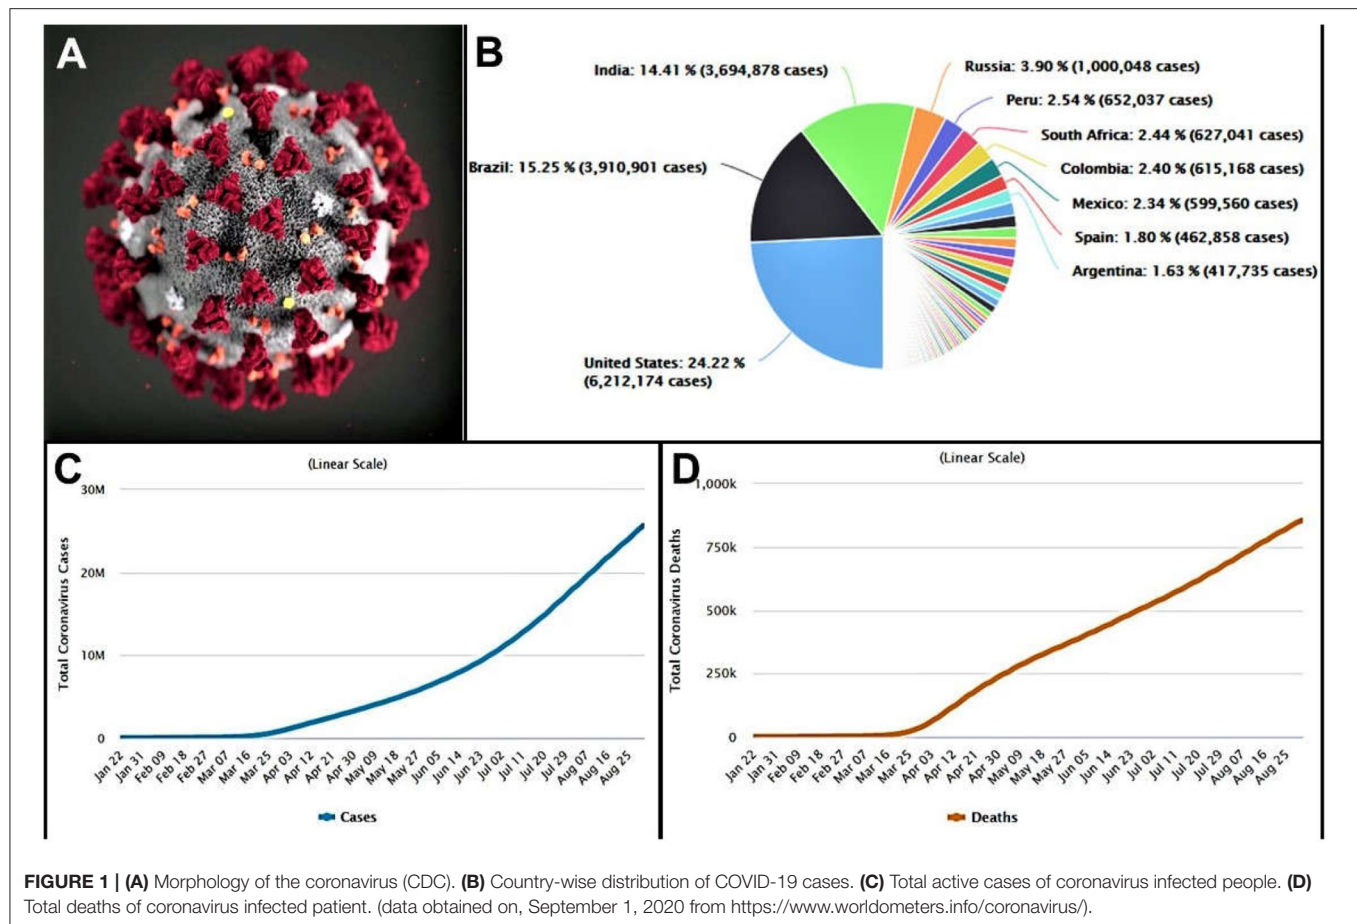 A
B
India: 14.41 % (3,694,878 cases)
Brazil: 15.25 % (3,910,901 cases)
United States: 24.22 %
(6,212,174 cases)
Russia: 3.90 % (1,000,048 cases)
Peru: 2.54 % (652,037 cases)
South Africa: 2.44 % (627,041 cases)
Colombia: 2.40 % (615,168 cases)
Mexico: 2.34 % (599,560 cases)
Spain: 1.80 % (462,858 cases)
Argentina: 1.63 % (417,735 cases)
C
(Linear Scale)
Total Coronavirus Cases
30M
20M
10M
0
Jan 22
Jan 31
Feb 09
Feb 18
Feb 27
Mar 07
Mar 16
Mar 25
Apr 03
Apr 12
Apr 21
Apr 30
May 09
May 18
May 27
Jun 05
Jun 14
Jun 23
Jul 02
Jul 11
Jul 20
Jul 29
Aug 07
Aug 16
Aug 25
Cases
D
(Linear Scale)
Total Coronavirus Deaths
1,000k
750k
500k
250k
0
Jan 22
Jan 31
Feb 09
Feb 18
Feb 27
Mar 07
Mar 16
Mar 25
Apr 03
Apr 12
Apr 21
Apr 30
May 09
May 18
May 27
Jun 05
Jun 14
Jun 23
Jul 02
Jul 11
Jul 20
Jul 29
Aug 07
Aug 16
Aug 25
Deaths
FIGURE 1 | (A) Morphology of the coronavirus (CDC). (B) Country-wise distribution of COVID-19 cases. (C) Total active cases of coronavirus infected people. (D)
Total deaths of coronavirus infected patient. (data obtained on, September 1, 2020 from https://www.worldometers.info/coronavirus/).